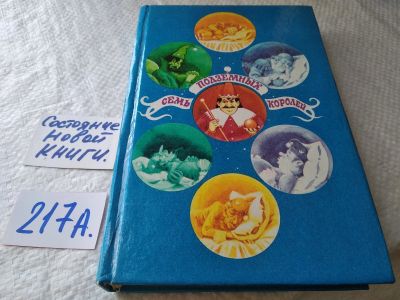 Состояние
новой
книги.
217А.
СЕМЬ ПОДЗЕМНЫХ КОРОЛЕЙ